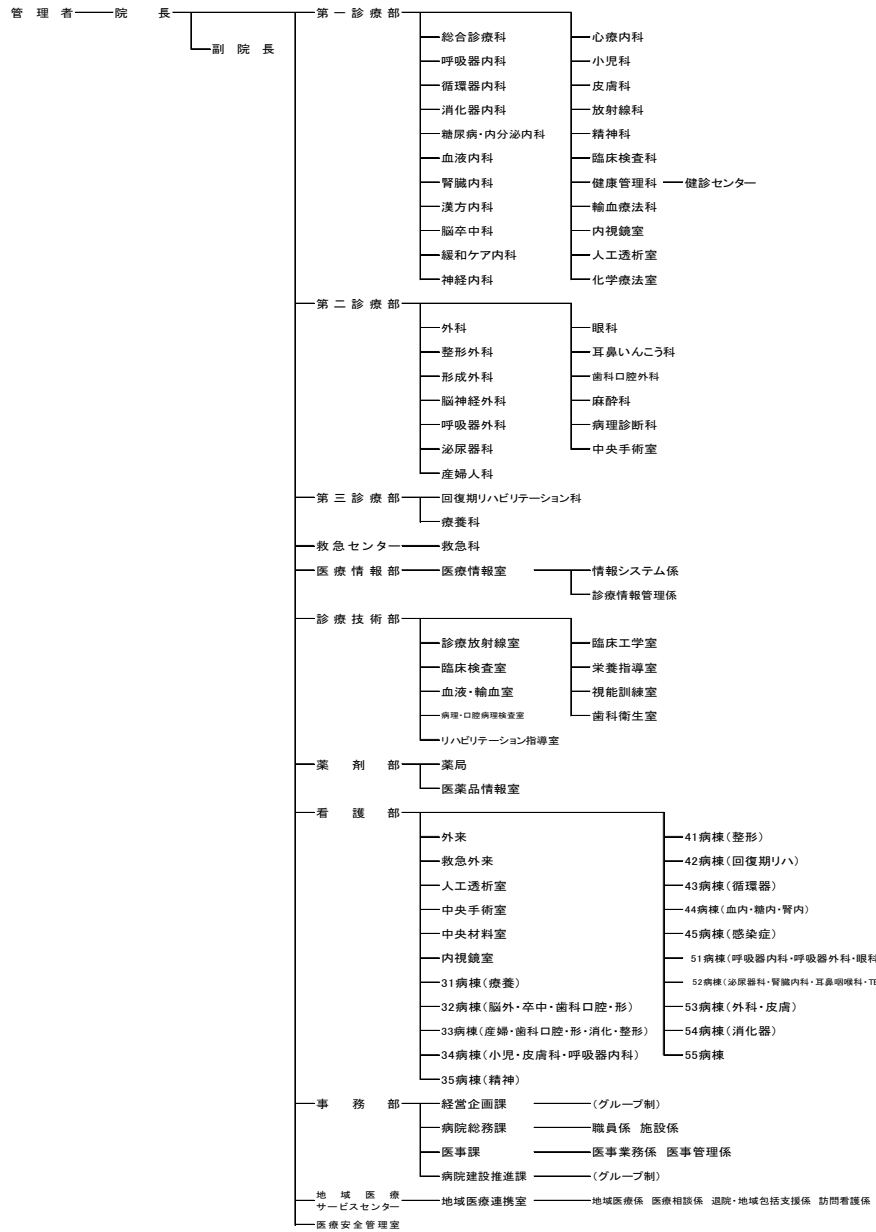 管理者 院長 第一診療部
副院長
総合診療科 心療内科
呼吸器内科 小児科
循環器内科 皮膚科
消化器内科 放射線科
糖尿病・内分泌内科 精神科
血液内科 臨床検査科
腎臓内科 健康管理科 健診センター
漢方内科 輸血療法科
脳卒中科 内視鏡室
緩和ケア内科 人工透析室
神経内科 化学療法室
第二診療部
外科 眼科
整形外科 耳鼻いんこう科
形成外科 歯科口腔外科
脳神経外科 麻酔科
呼吸器外科 病理診断科
泌尿器科 中央手術室
産婦人科
第三診療部 回復期リハビリテーション科
療養科
救急センター 救急科
医療情報部 医療情報室 情報システム係
診療情報管理係
診療技術部
診療放射線室 臨床工学室
臨床検査室 栄養指導室
血液・輸血室 視能訓練室
病理・口腔病理検査室 歯科衛生室
リハビリテーション指導室
薬剤部 薬局
医薬品情報室
看護部
外来 41病棟(整形)
救急外来 42病棟(回復期リハ)
人工透析室 43病棟(循環器)
中央手術室 44病棟(血内・糖内・腎内)
中央材料室 45病棟(感染症)
内視鏡室 51病棟(呼吸器内科・呼吸器外科・眼科
31病棟(療養) 52病棟(泌尿器科・腎臓内科・耳鼻咽喉科・TE
32病棟(脳外・卒中・歯科口腔・形) 53病棟(外科・皮膚)
33病棟(産婦・歯科口腔・形・消化・整形) 54病棟(消化器)
34病棟(小児・皮膚科・呼吸器内科) 55病棟
35病棟(精神)
事務部 経営企画課 (グループ制)
病院総務課 職員係 施設係
医事課 医事業務係 医事管理係
病院建設推進課 (グループ制)
地域医療
サービスセンター 地域医療連携室 地域医療係 医療相談係 退院・地域包括支援係 訪問看護係
医療安全管理室